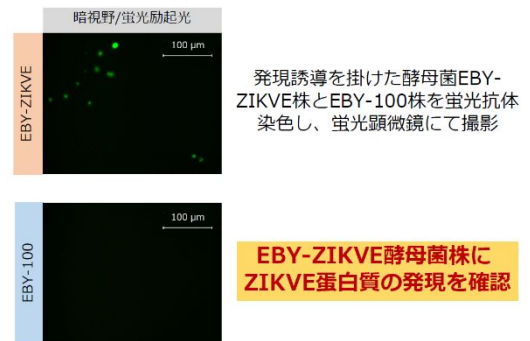 暗視野/蛍光励起光
EBY-ZIKVE
100 μm
発現誘導を掛けた酵母菌EBY-
ZIKVE株とEBY-100株を蛍光抗体
染色し、蛍光顕微鏡にて撮影
EBY-100
100 μm
EBY-ZIKVE酵母菌株に
ZIKVE蛋白質の発現を確認